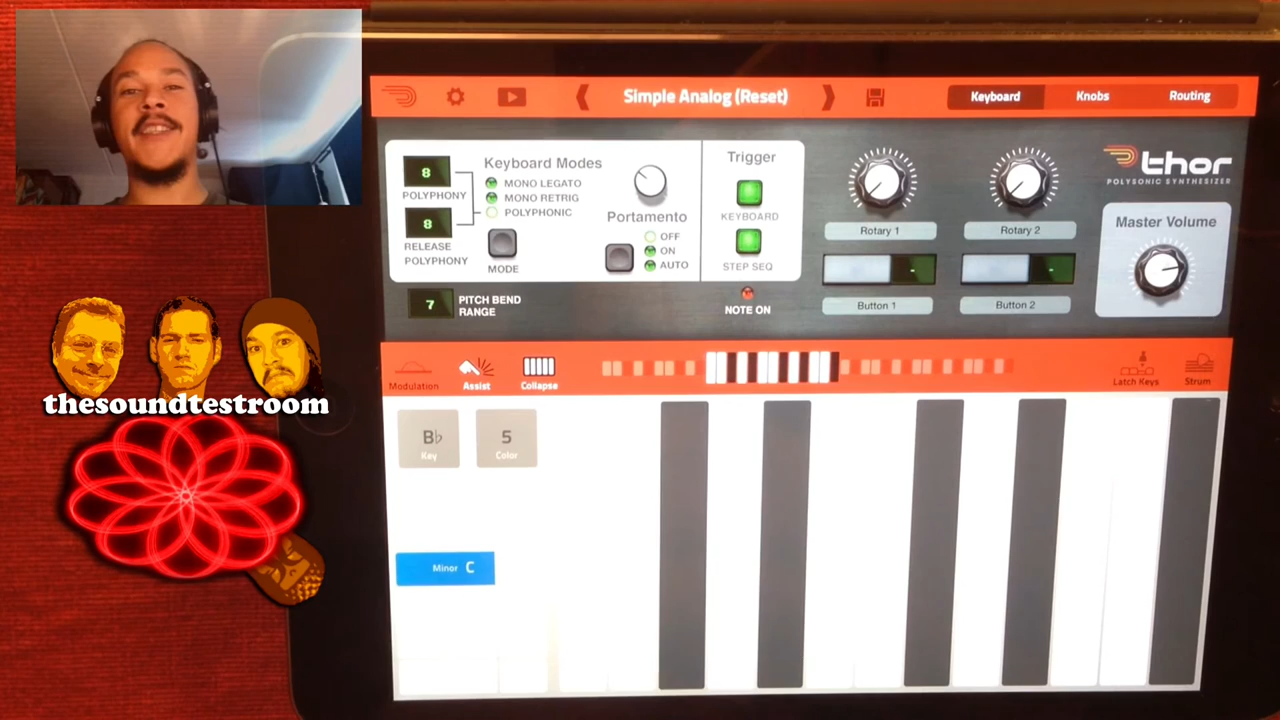 Simple Analog (Reset)
Keyboard
Knobs
Routing
8
POLYPHONY
8
RELEASE
POLYPHONY
Keyboard Modes
MONO LEGATO
MONO RETRIG
POLYPHONIC
MODE
Portamento
OFF
ON
AUTO
Trigger
KEYBOARD
STEP SEQ
7
PITCH BEND
RANGE
NOTE ON
Rotary 1
Rotary 2
Button 1
Button 2
thor
POLYSONIC SYNTHESIZER
Master Volume
Modulation
Assist
Collapse
Latch Keys
Strum
B♭
Key
5
Color
Minor C
thesoundtestroom